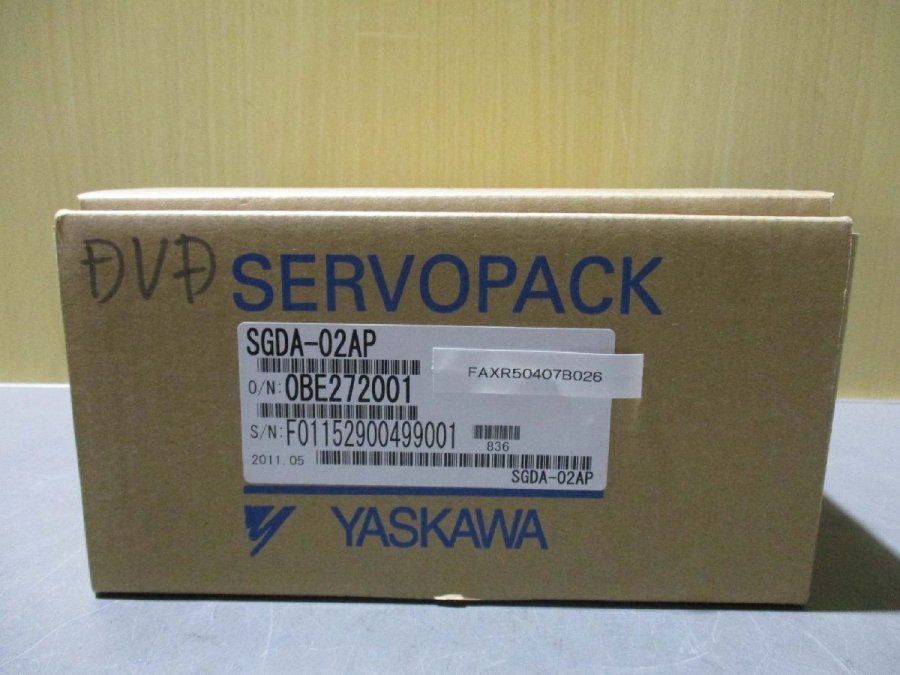 DVD SERVOPACK
SGDA-02AP
FAXR50407B026
O/N: 0BE272001
S/N: F01152900499001
836
2011.05
SGDA-02AP
YASKAWA